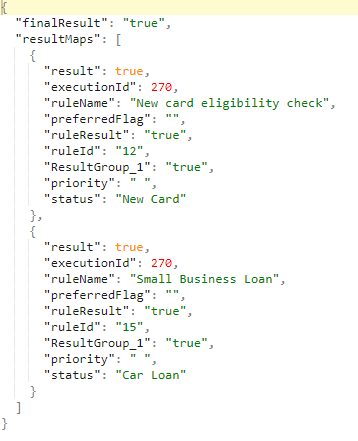 {
  "finalResult": "true",
  "resultMaps": [
    {
      "result": true,
      "executionId": 270,
      "ruleName": "New card eligibility check",
      "preferredFlag": "",
      "ruleResult": "true",
      "ruleId": "12",
      "ResultGroup_1": "true",
      "priority": " ",
      "status": "New Card"
    },
    {
      "result": true,
      "executionId": 270,
      "ruleName": "Small Business Loan",
      "preferredFlag": "",
      "ruleResult": "true",
      "ruleId": "15",
      "ResultGroup_1": "true",
      "priority": " ",
      "status": "Car Loan"
    }
  ]
}